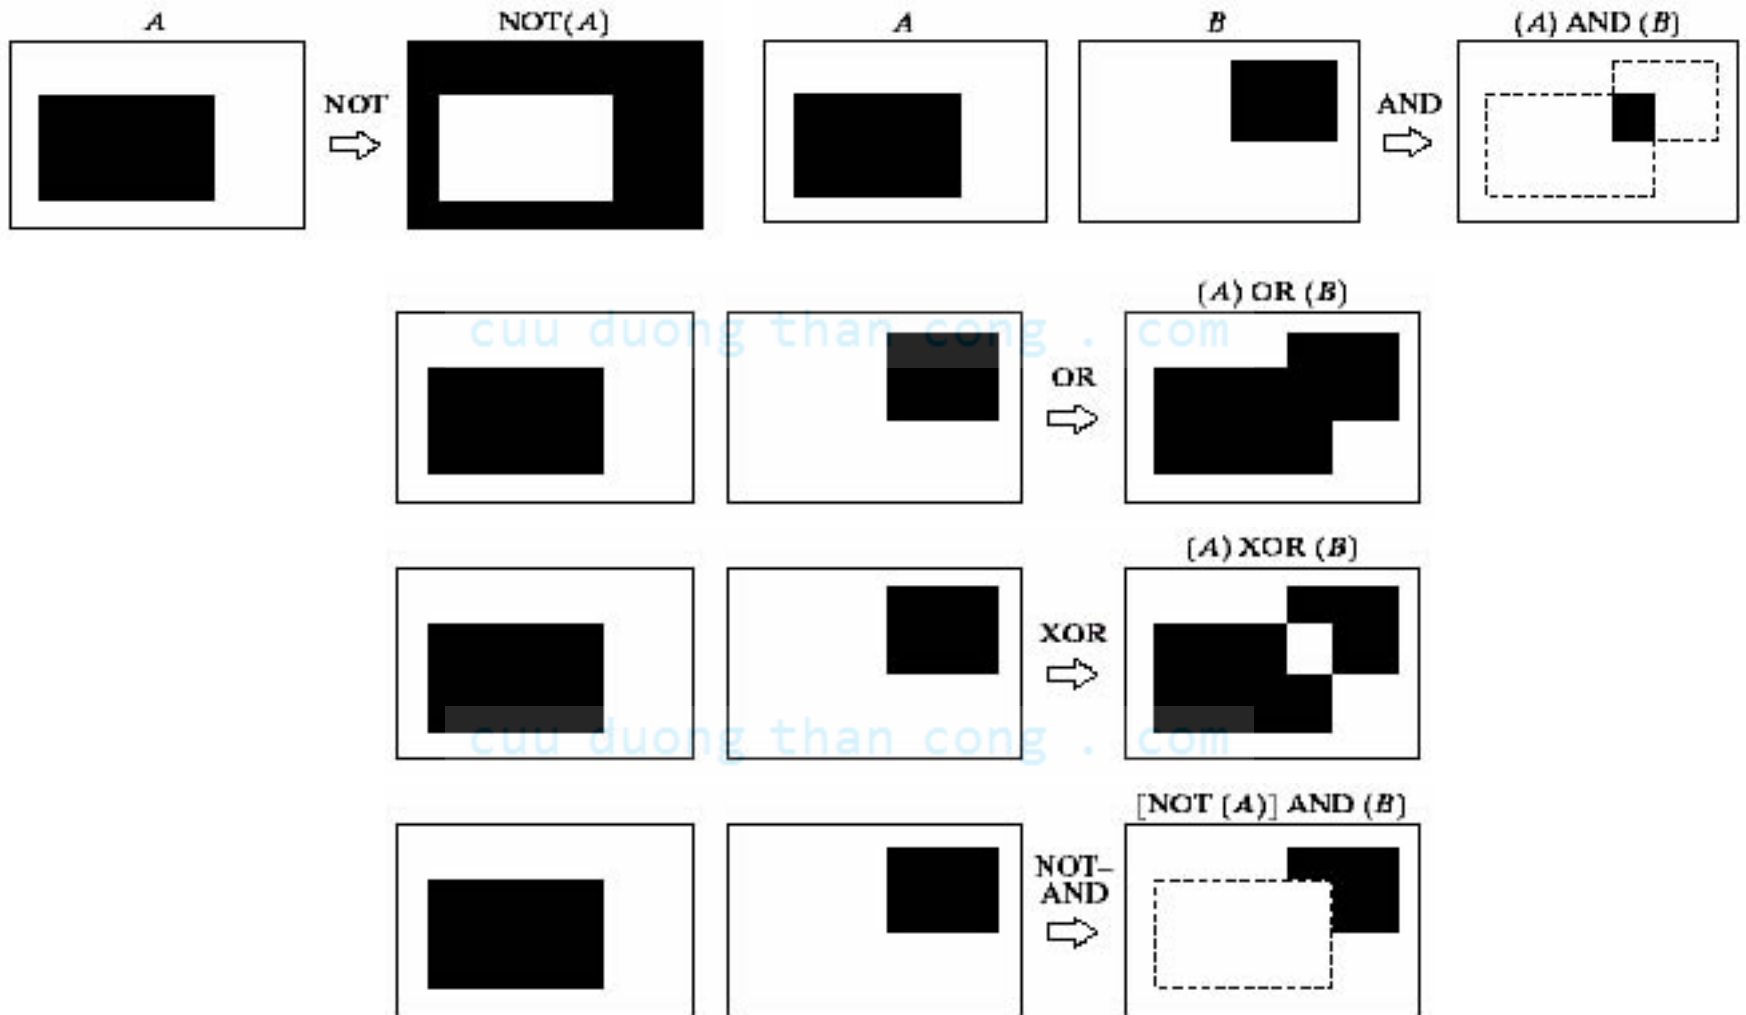 A
NOT(A)
A
B
(A) AND (B)
NOT
AND
(A) OR (B)
cuu duong than cong . com
OR
(A) XOR (B)
XOR
cuu duong than cong . com
[NOT (A)] AND (B)
NOT–
AND